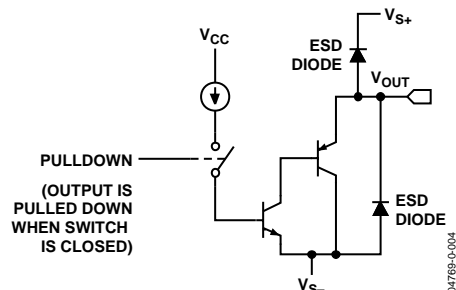 VS+
VCC
ESD
DIODE
VOUT
PULLDOWN
(OUTPUT IS
PULLED DOWN
WHEN SWITCH
IS CLOSED)
ESD
DIODE
VS–
04769-0-004